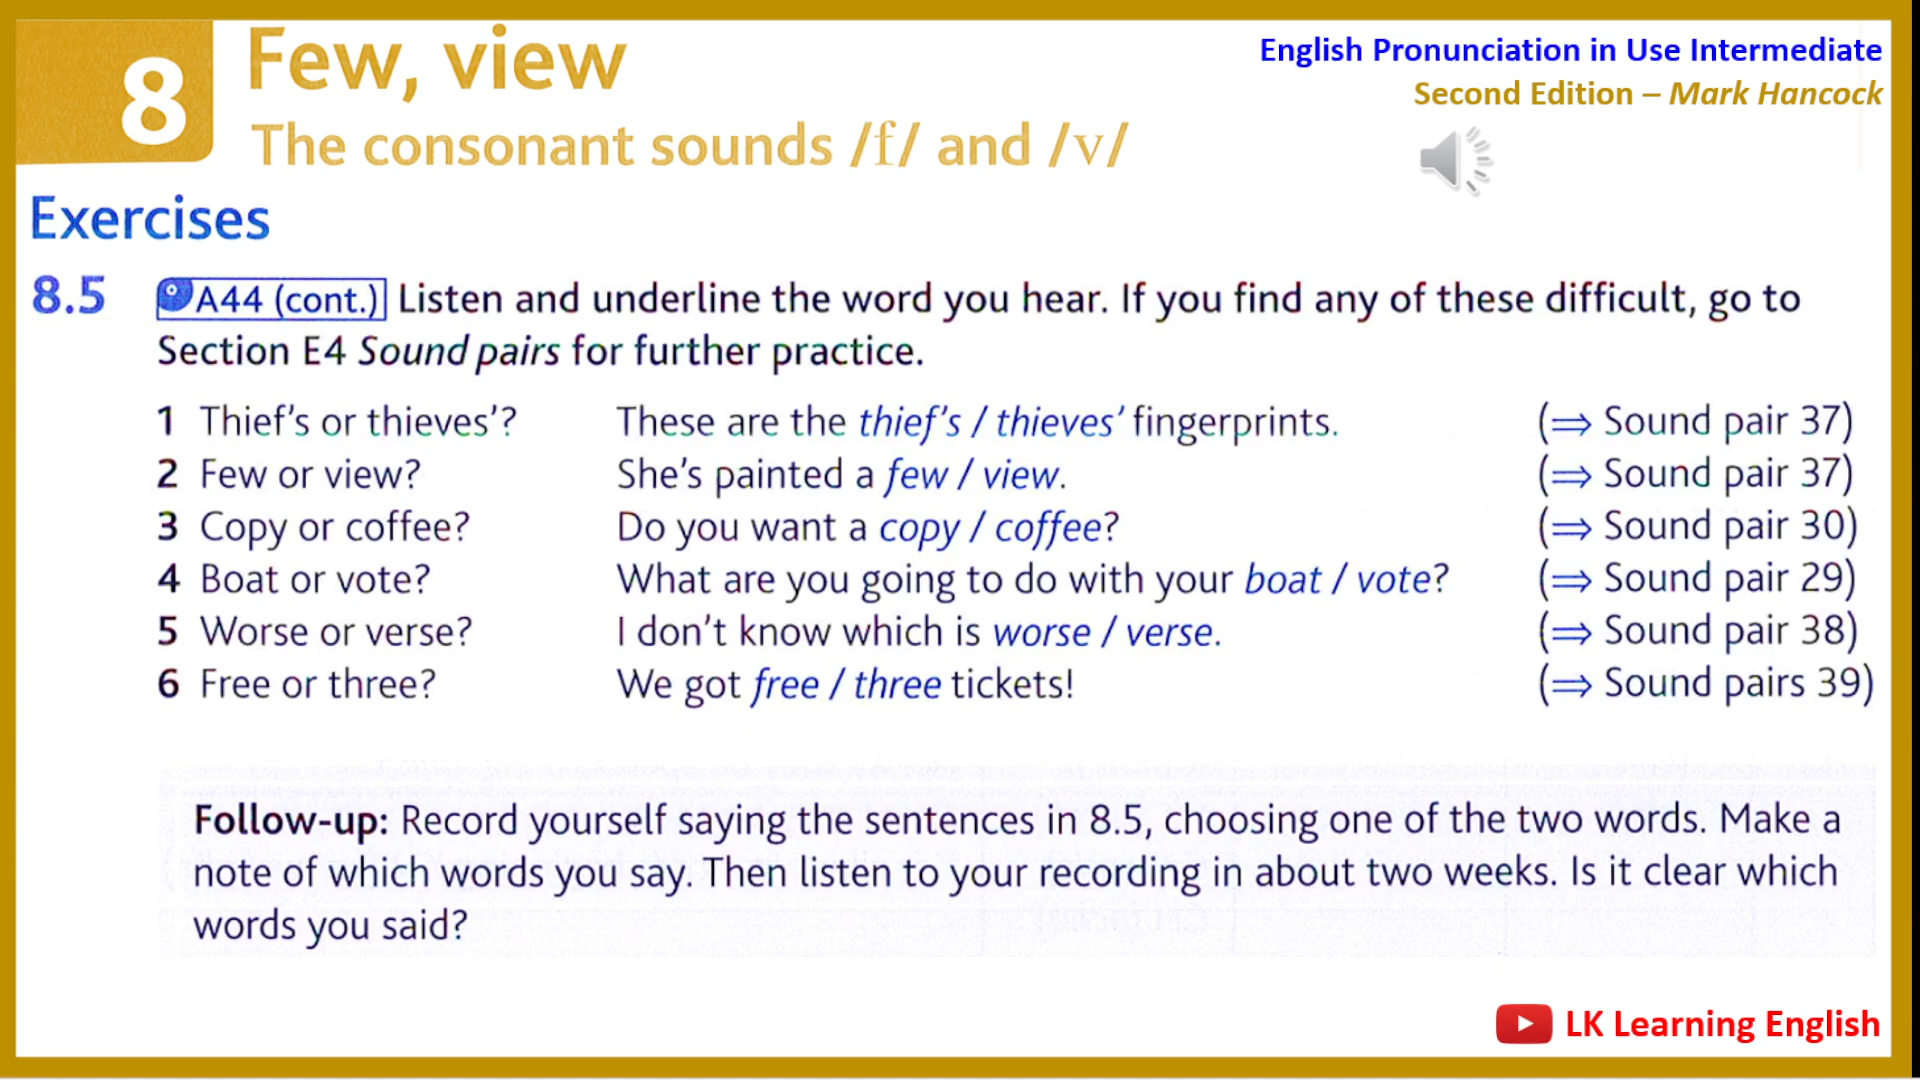 8
Few, view
The consonant sounds /f/ and /v/
English Pronunciation in Use Intermediate
Second Edition – Mark Hancock
Exercises
8.5 A44 (cont.) Listen and underline the word you hear. If you find any of these difficult, go to
Section E4 Sound pairs for further practice.
1 Thief’s or thieves’? These are the thief’s / thieves’ fingerprints. (⇒ Sound pair 37)
2 Few or view? She’s painted a few / view. (⇒ Sound pair 37)
3 Copy or coffee? Do you want a copy / coffee? (⇒ Sound pair 30)
4 Boat or vote? What are you going to do with your boat / vote? (⇒ Sound pair 29)
5 Worse or verse? I don’t know which is worse / verse. (⇒ Sound pair 38)
6 Free or three? We got free / three tickets! (⇒ Sound pairs 39)
Follow-up: Record yourself saying the sentences in 8.5, choosing one of the two words. Make a
note of which words you say. Then listen to your recording in about two weeks. Is it clear which
words you said?
LK Learning English